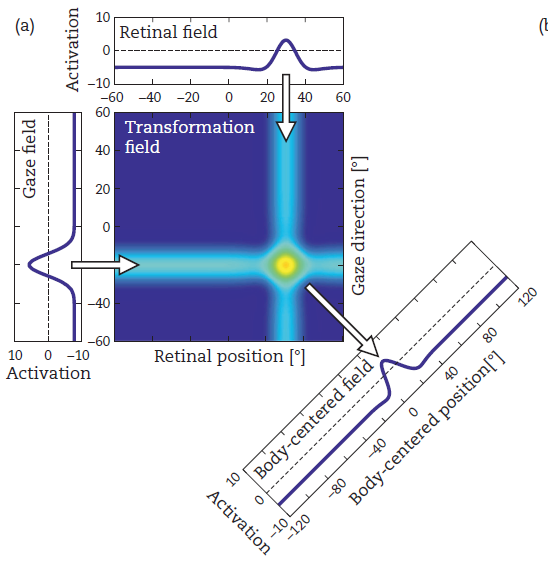 (a)
(b
Activation
10
0
−10
Retinal field
−60 −40 −20 0 20 40 60
Gaze field
10 0 −10
Activation
Transformation
field
60
40
20
0
−40
−60
Retinal position [°]
Gaze direction [°]
Body-centered field
10
0
−10
Activation
−120 −80 −40 0 40 80 120
Body-centered position[°]